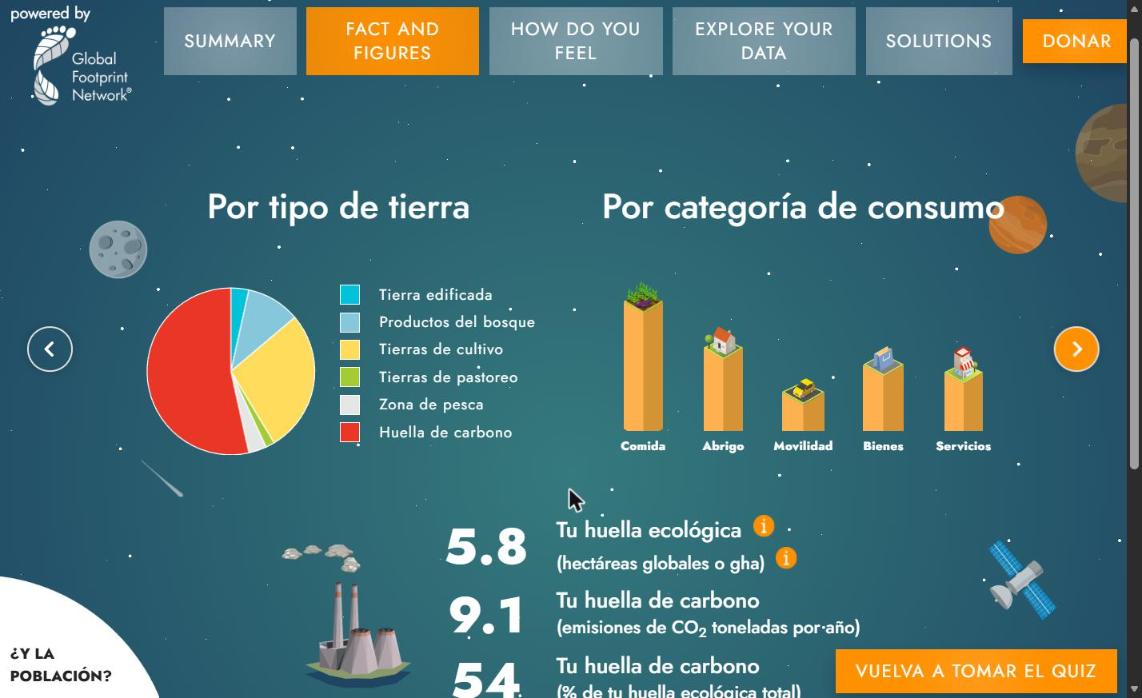 powered by
Global
Footprint
Network®
SUMMARY
FACT AND
FIGURES
HOW DO YOU
FEEL
EXPLORE YOUR
DATA
SOLUTIONS
DONAR
Por tipo de tierra
Tierra edificada
Productos del bosque
Tierras de cultivo
Tierras de pastoreo
Zona de pesca
Huella de carbono
Por categoría de consumo
Comida
Abrigo
Movilidad
Bienes
Servicios
5.8
Tu huella ecológica i
(hectáreas globales o gha) i
9.1
Tu huella de carbono
(emisiones de CO₂ toneladas por año)
54
Tu huella de carbono
(% de tu huella ecológica total)
¿Y LA
POBLACIÓN?
VUELVA A TOMAR EL QUIZ